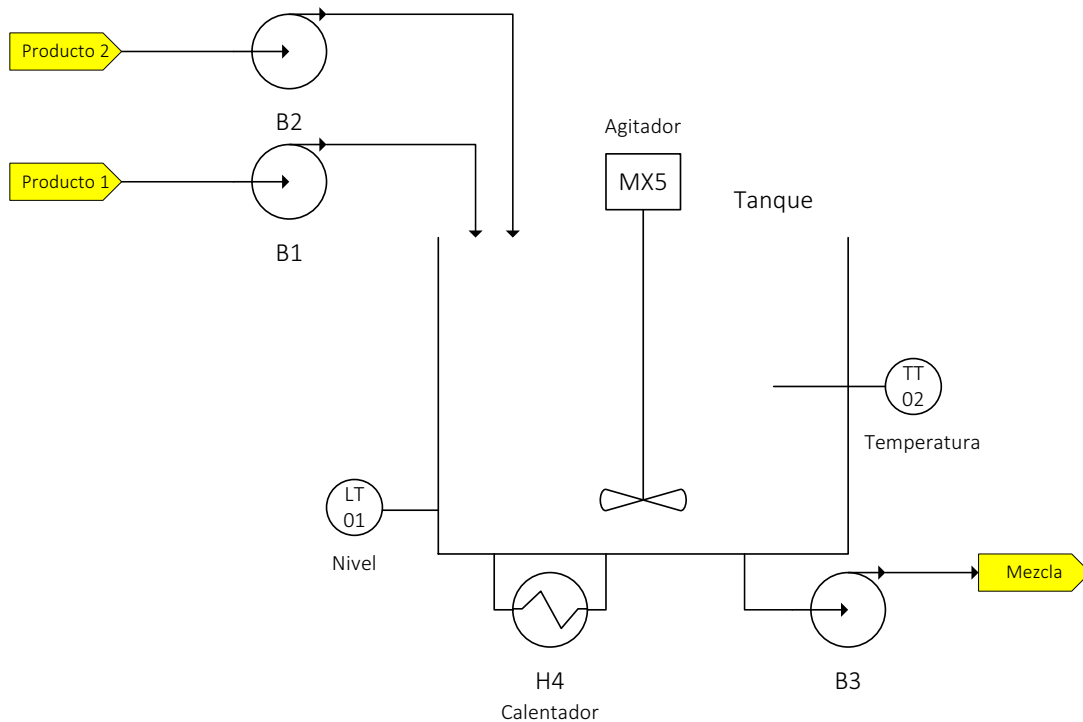 Producto 2
B2
Producto 1
B1
Agitador
MX5
Tanque
TT
02
Temperatura
LT
01
Nivel
Mezcla
H4
Calentador
B3